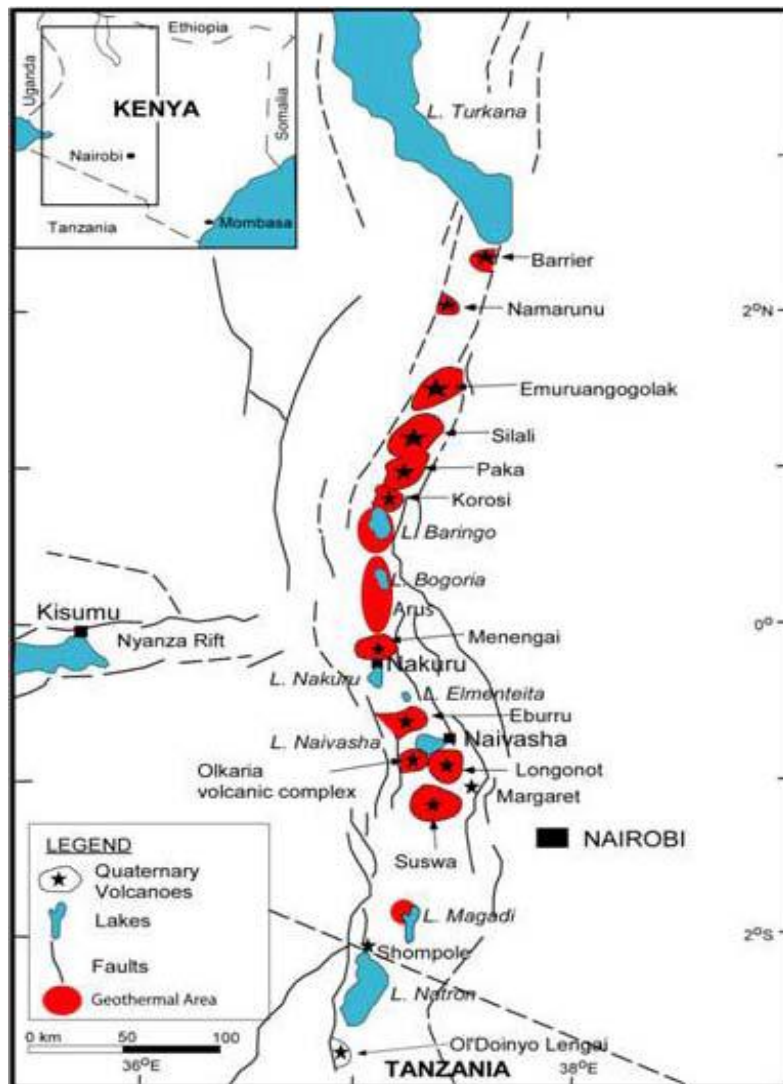 Ethiopia
Uganda
KENYA
Somalia
Nairobi
Tanzania
Mombasa
L. Turkana
Barrier
Namarunu
2°N
Emuruangogolak
Silali
Paka
Korosi
L. Baringo
L. Bogoria
Arus
Kisumu
Nyanza Rift
Menengai
0°
Nakuru
L. Nakuru
L. Elmenteita
Eburru
L. Naivasha
Naivasha
Olkaria
volcanic complex
Longonot
Margaret
NAIROBI
Suswa
LEGEND
Quaternary
Volcanoes
Lakes
Faults
Geothermal Area
0 km 50 100
L. Magadi
2°S
Shompole
L. Natron
Ol'Doinyo Lengai
36°E
TANZANIA
38°E